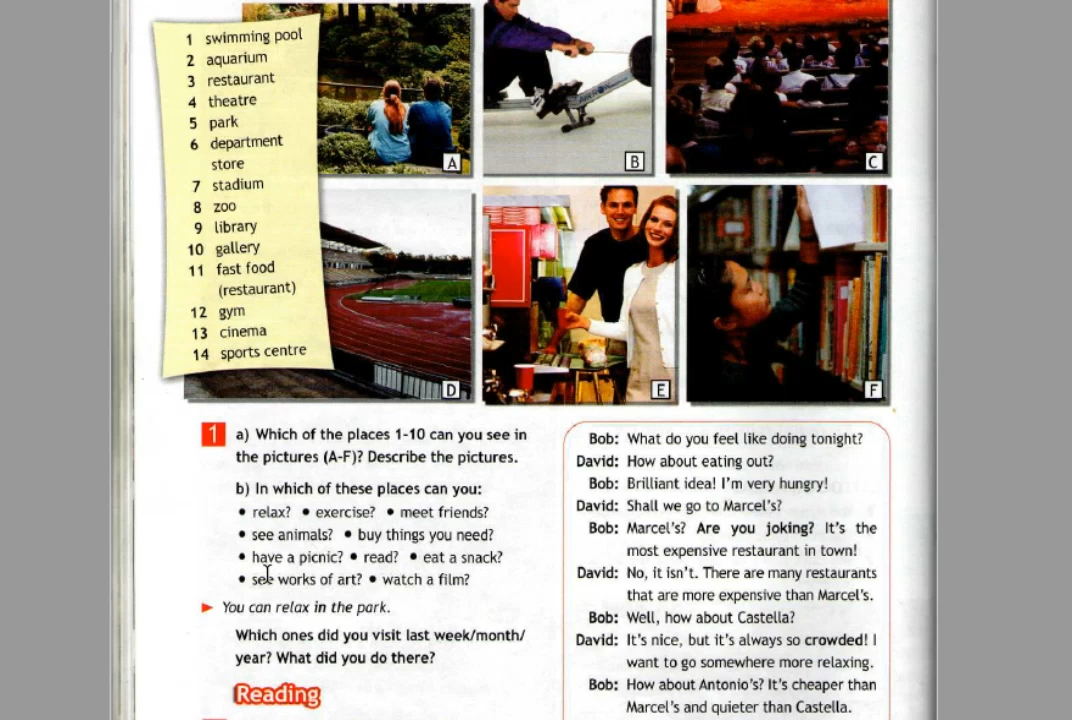 1 swimming pool
2 aquarium
3 restaurant
4 theatre
5 park
6 department
store
7 stadium
8 zoo
9 library
10 gallery
11 fast food
(restaurant)
12 gym
13 cinema
14 sports centre
A
B
C
D
E
F
1 a) Which of the places 1-10 can you see in
the pictures (A-F)? Describe the pictures.
b) In which of these places can you:
• relax? • exercise? • meet friends?
• see animals? • buy things you need?
• have a picnic? • read? • eat a snack?
• see works of art? • watch a film?
► You can relax in the park.
Which ones did you visit last week/month/
year? What did you do there?
Reading
Bob: What do you feel like doing tonight?
David: How about eating out?
Bob: Brilliant idea! I'm very hungry!
David: Shall we go to Marcel's?
Bob: Marcel's? Are you joking? It's the
most expensive restaurant in town!
David: No, it isn't. There are many restaurants
that are more expensive than Marcel's.
Bob: Well, how about Castella?
David: It's nice, but it's always so crowded! I
want to go somewhere more relaxing.
Bob: How about Antonio's? It's cheaper than
Marcel's and quieter than Castella.